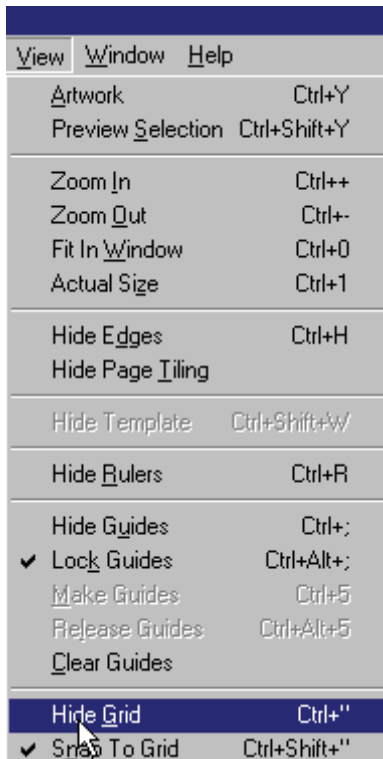 View Window Help
Artwork Ctrl+Y
Preview Selection Ctrl+Shift+Y
Zoom In Ctrl++
Zoom Out Ctrl+-
Fit In Window Ctrl+0
Actual Size Ctrl+1
Hide Edges Ctrl+H
Hide Page Tiling
Hide Template Ctrl+Shift+W
Hide Rulers Ctrl+R
Hide Guides Ctrl+;
✔ Lock Guides Ctrl+Alt+;
Make Guides Ctrl+5
Release Guides Ctrl+Alt+5
Clear Guides
Hide Grid Ctrl+"
✔ Snap To Grid Ctrl+Shift+"